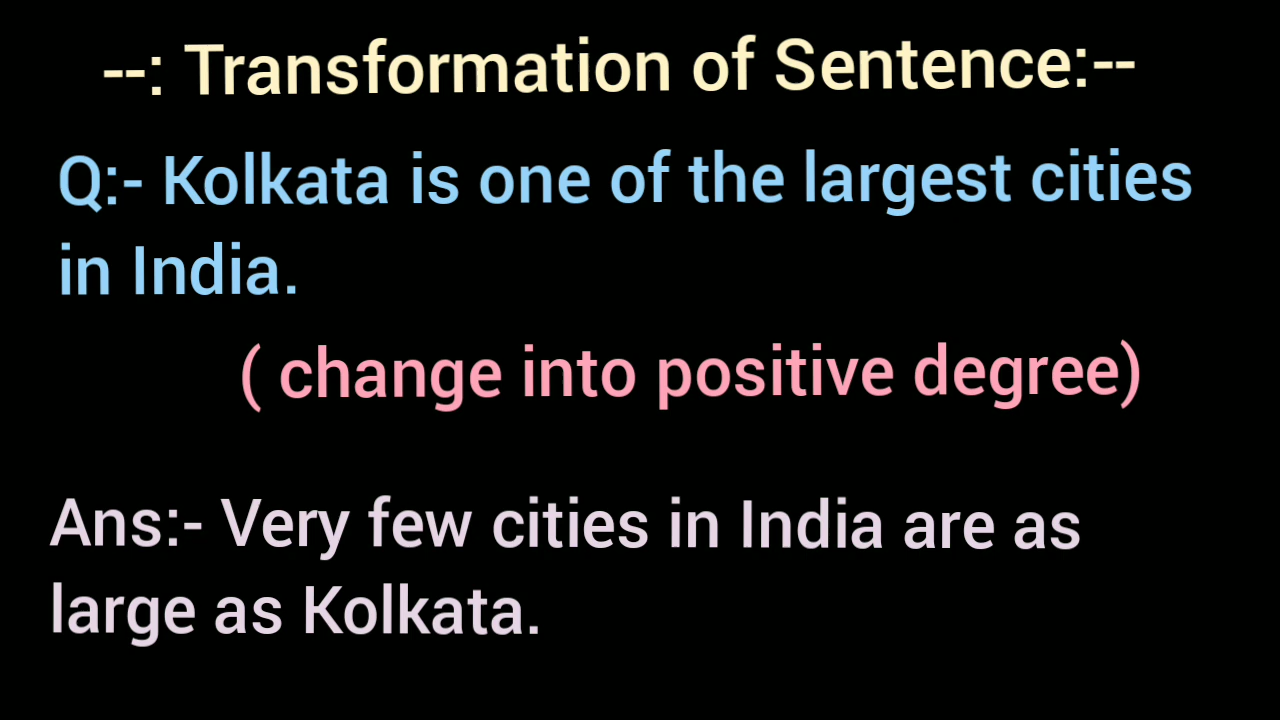 --: Transformation of Sentence:--
Q:- Kolkata is one of the largest cities
in India.
( change into positive degree)
Ans:- Very few cities in India are as
large as Kolkata.